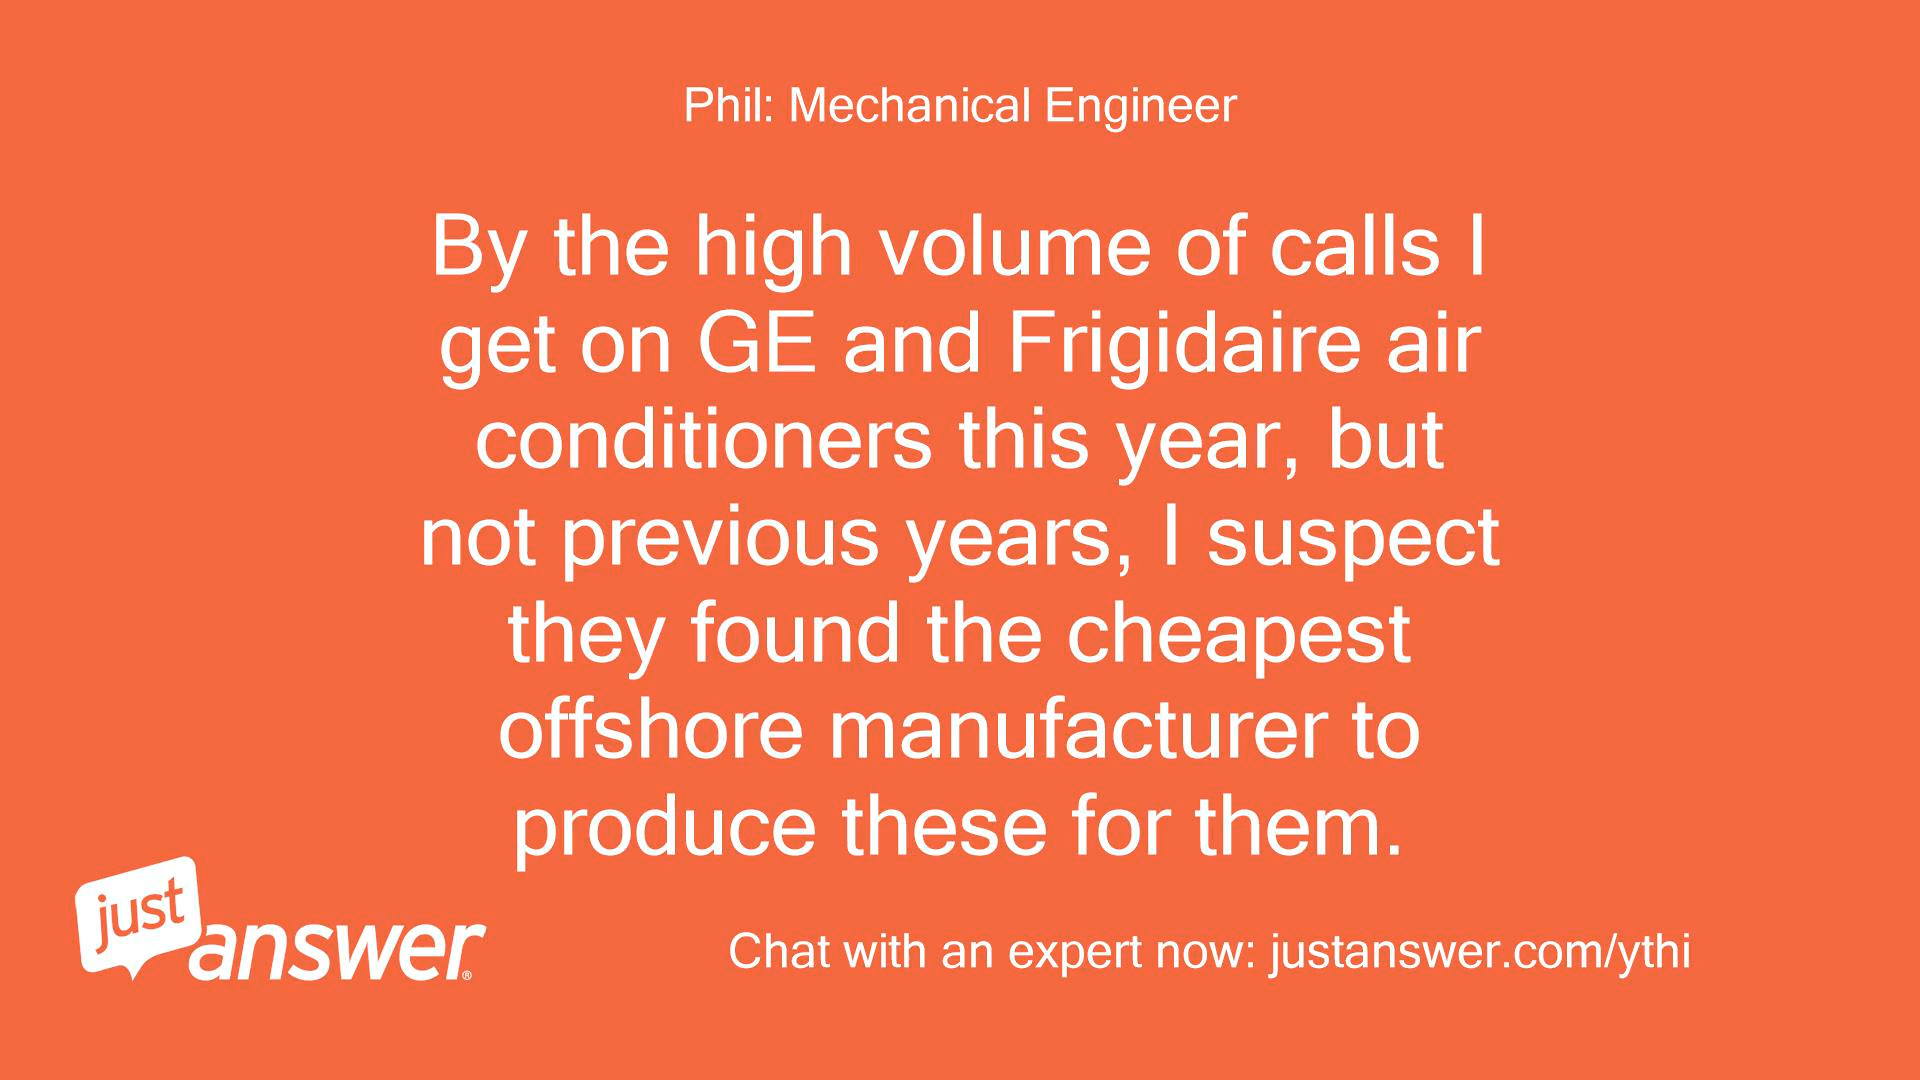 Phil: Mechanical Engineer
By the high volume of calls I
get on GE and Frigidaire air
conditioners this year, but
not previous years, I suspect
they found the cheapest
offshore manufacturer to
produce these for them.
just
answer®
Chat with an expert now: justanswer.com/ythi